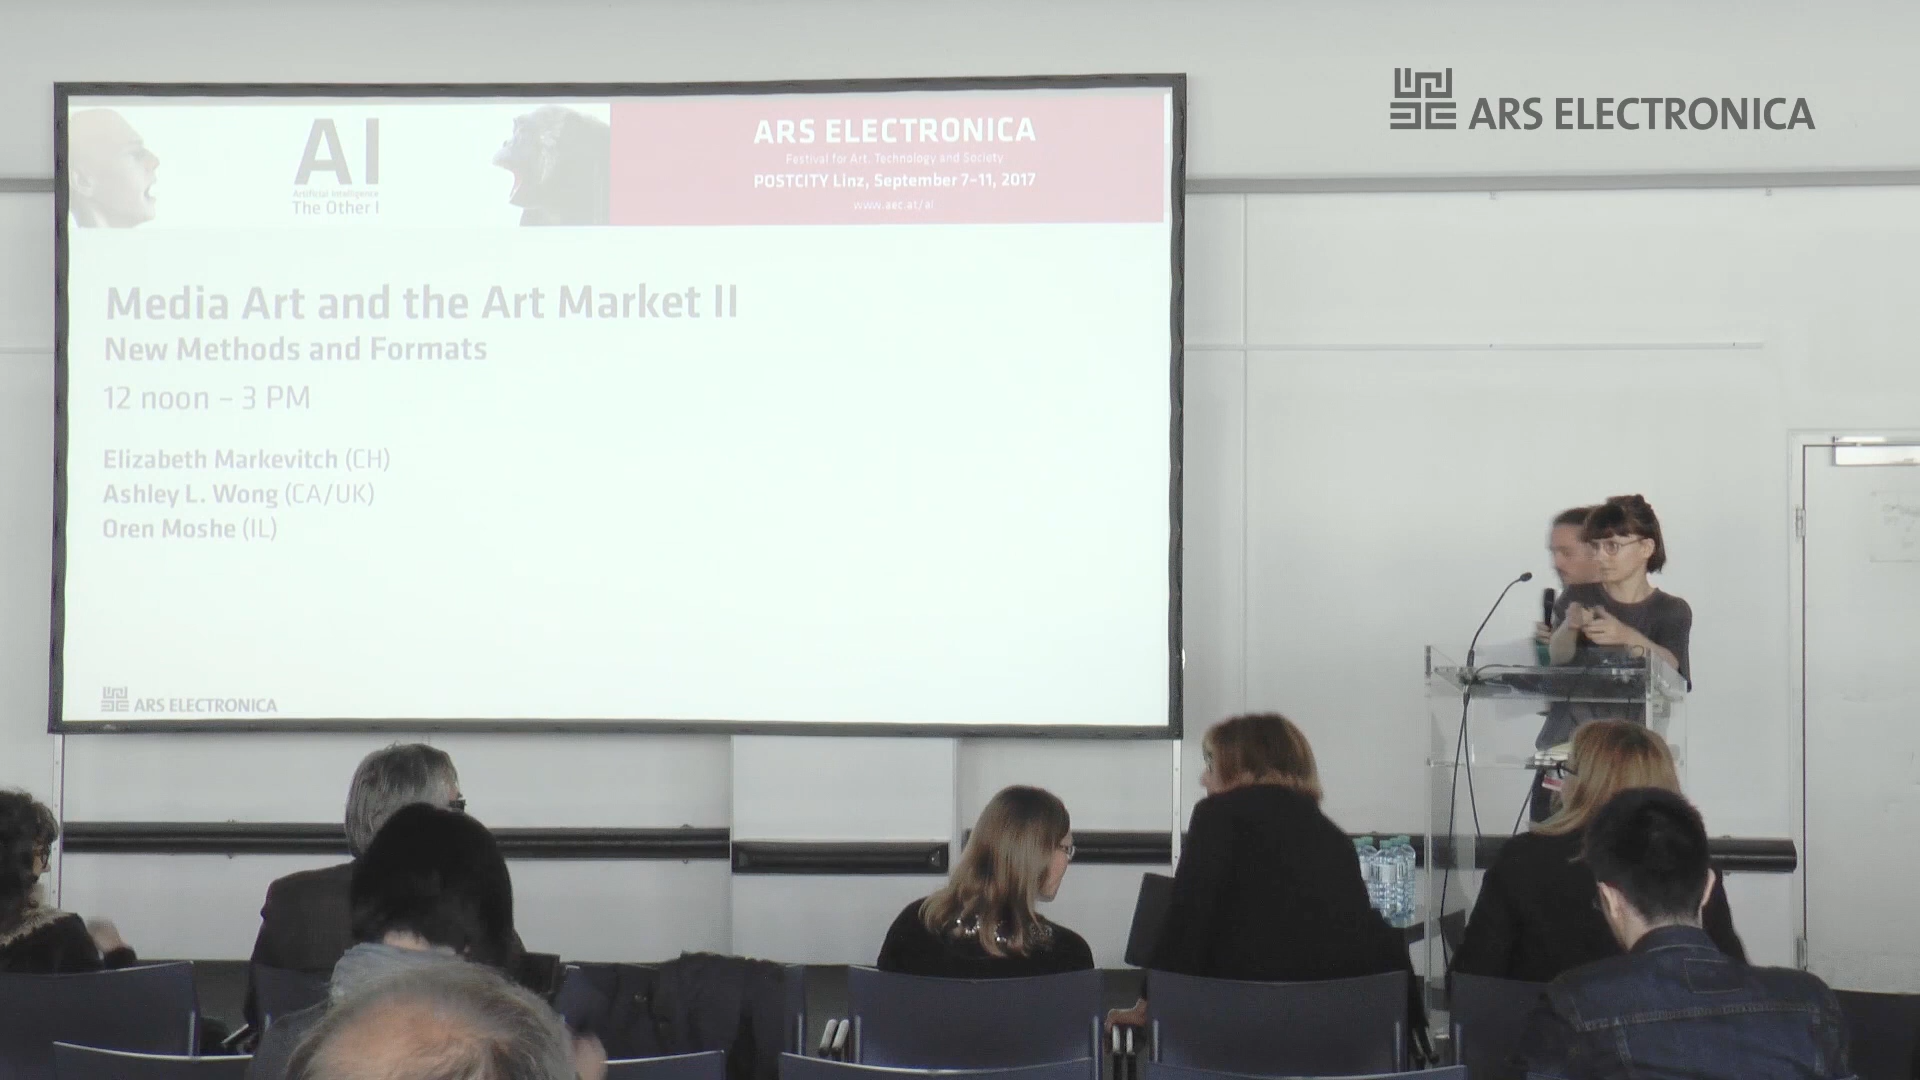 AI
Artificial Intelligence
The Other I
ARS ELECTRONICA
Festival for Art, Technology and Society
POSTCITY Linz, September 7–11, 2017
www.aec.at/ai
ARS ELECTRONICA
Media Art and the Art Market II
New Methods and Formats
12 noon – 3 PM
Elizabeth Markevitch (CH)
Ashley L. Wong (CA/UK)
Oren Moshe (IL)
ARS ELECTRONICA